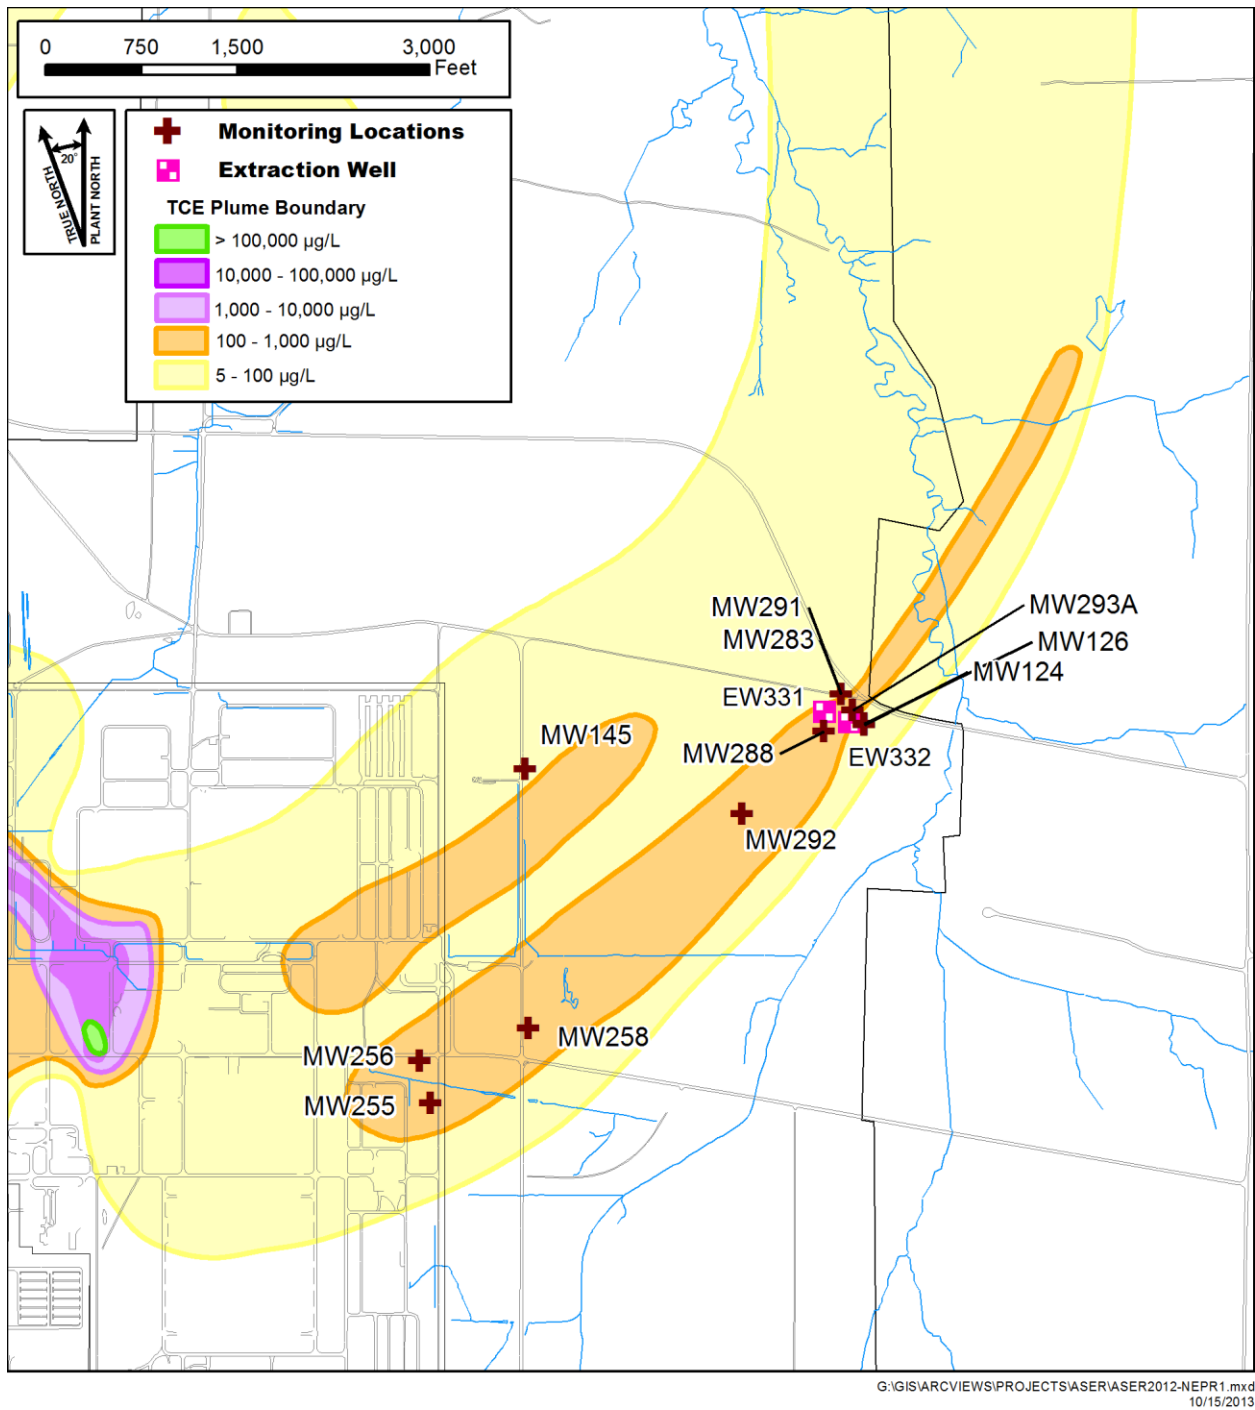 0 750 1,500 3,000
Feet
TRUE NORTH
20°
PLANT NORTH
Monitoring Locations
Extraction Well
TCE Plume Boundary
> 100,000 µg/L
10,000 - 100,000 µg/L
1,000 - 10,000 µg/L
100 - 1,000 µg/L
5 - 100 µg/L
MW291
MW293A
MW283
MW126
MW124
EW331
MW145
MW288
EW332
MW292
MW258
MW256
MW255
G:\GIS\ARCVIEWS\PROJECTS\ASER\ASER2012-NEPR1.mxd
10/15/2013